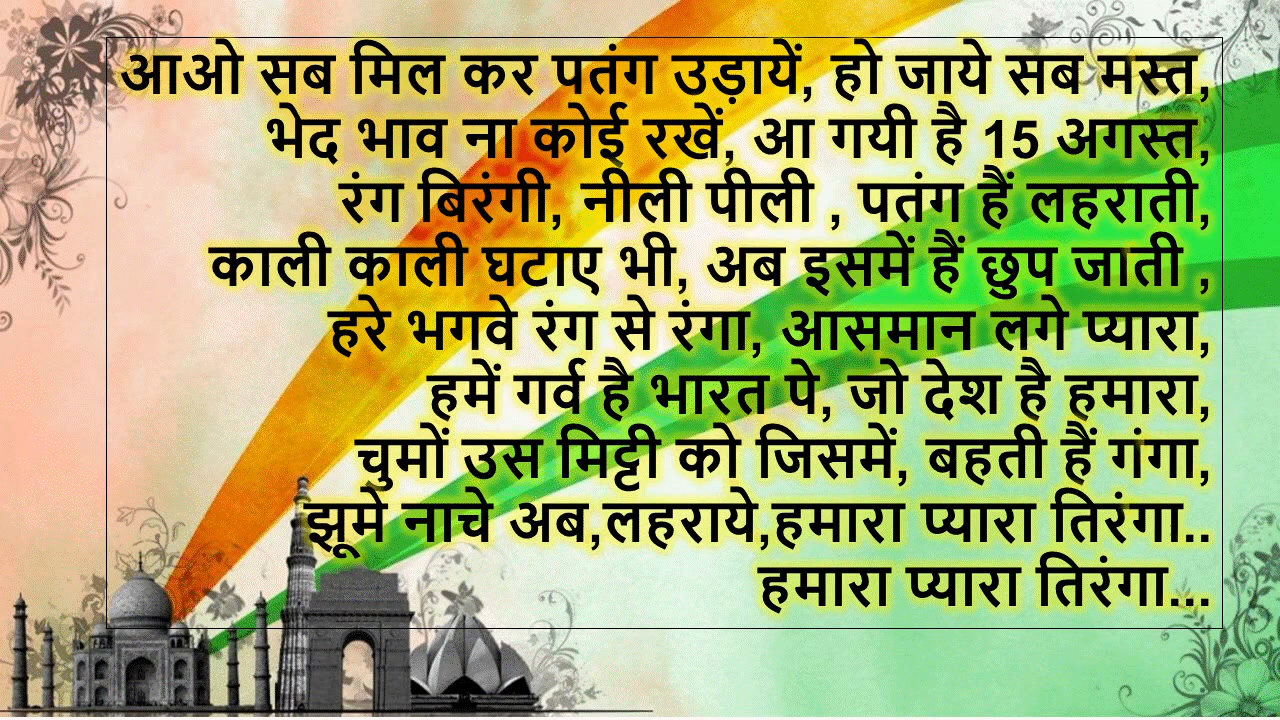 आओ सब मिल कर पतंग उड़ायें, हो जाये सब मस्त,
भेद भाव ना कोई रखें, आ गयी है 15 अगस्त,
रंग बिरंगी, नीली पीली , पतंग हैं लहराती,
काली काली घटाए भी, अब इसमें हैं छुप जाती ,
हरे भगवे रंग से रंगा, आसमान लगे प्यारा,
हमें गर्व है भारत पे, जो देश है हमारा,
चुमों उस मिट्टी को जिसमें, बहती हैं गंगा,
झूमे नाचे अब,लहराये,हमारा प्यारा तिरंगा..
हमारा प्यारा तिरंगा...